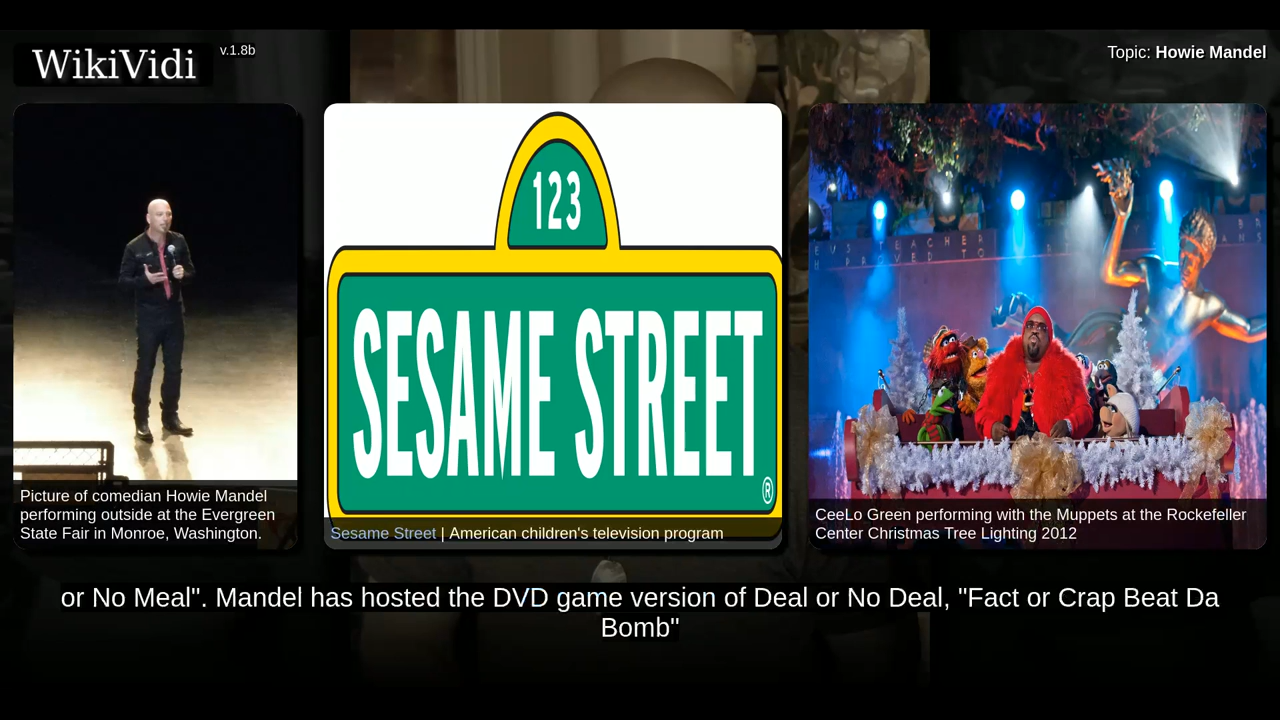 WikiVidi
v.1.8b
Topic: Howie Mandel
123
SESAME STREET
®
Picture of comedian Howie Mandel
performing outside at the Evergreen
State Fair in Monroe, Washington.
Sesame Street | American children's television program
CeeLo Green performing with the Muppets at the Rockefeller
Center Christmas Tree Lighting 2012
or No Meal". Mandel has hosted the DVD game version of Deal or No Deal, "Fact or Crap Beat Da
Bomb"